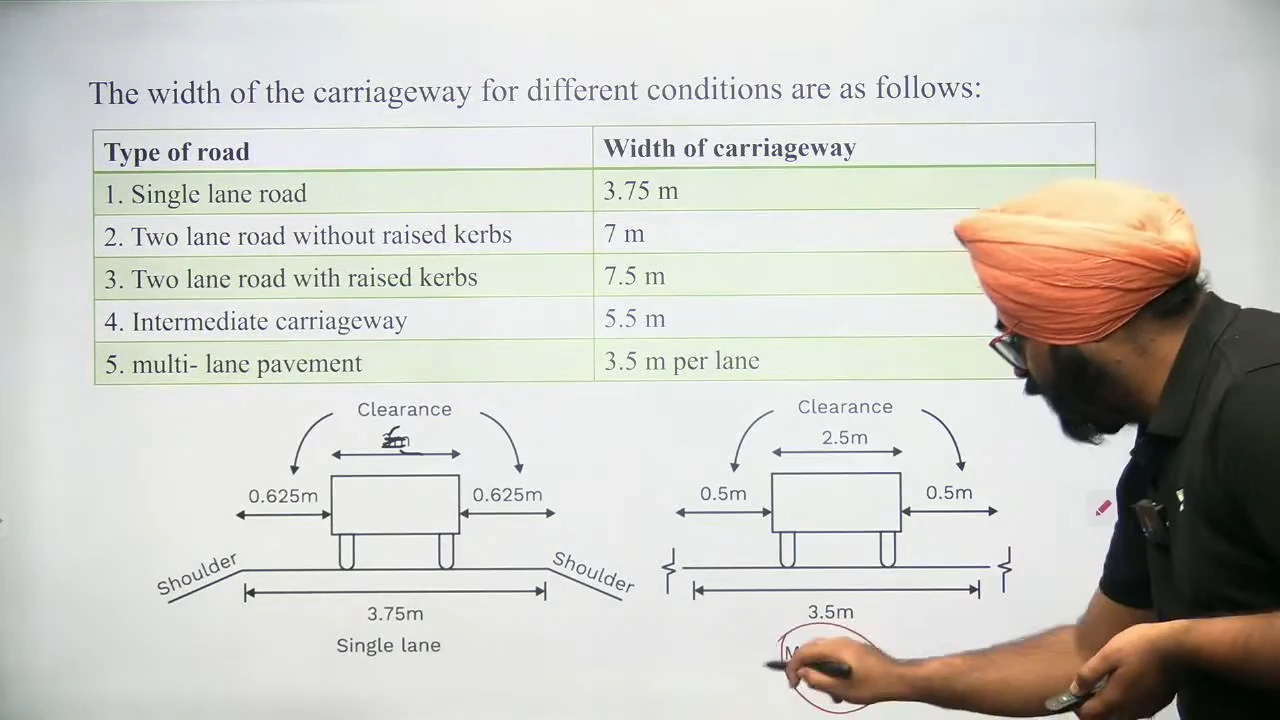 The width of the carriageway for different conditions are as follows:
Type of road Width of carriageway
1. Single lane road 3.75 m
2. Two lane road without raised kerbs 7 m
3. Two lane road with raised kerbs 7.5 m
4. Intermediate carriageway 5.5 m
5. multi- lane pavement 3.5 m per lane
Clearance
0.625m
0.625m
Shoulder
Shoulder
3.75m
Single lane
Clearance
2.5m
0.5m
0.5m
3.5m